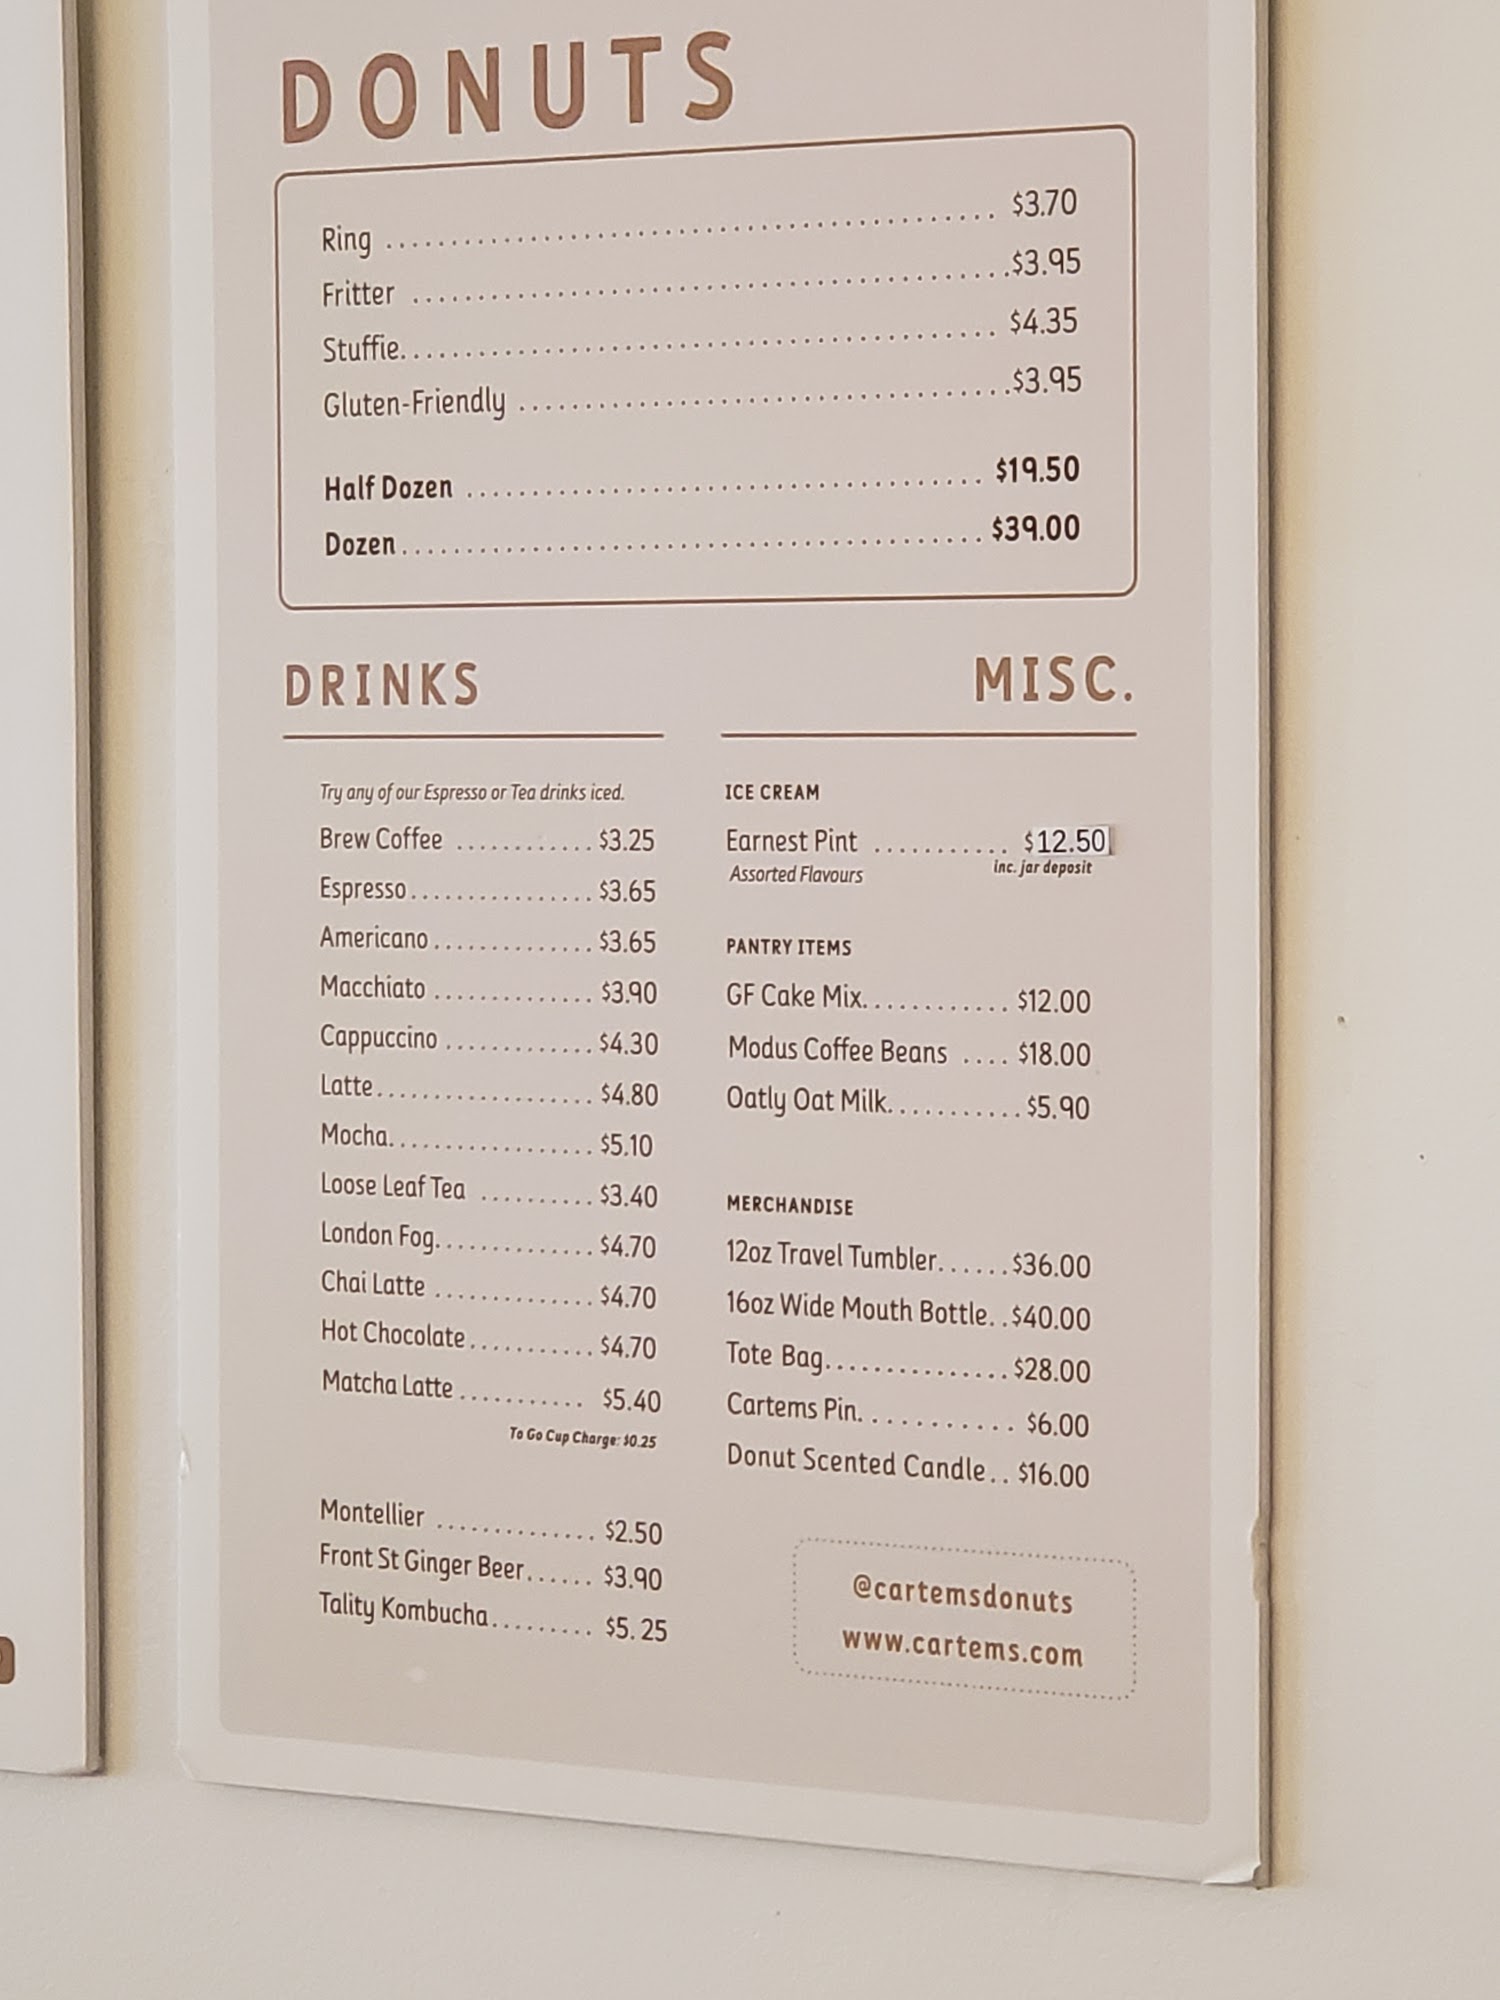 DONUTS
Ring ........ $3.70
Fritter ........ $3.95
Stuffie ........ $4.35
Gluten-Friendly ........ $3.95
Half Dozen ........ $19.50
Dozen ........ $39.00
DRINKS
Try any of our Espresso or Tea drinks iced.
Brew Coffee ........ $3.25
Espresso ........ $3.65
Americano ........ $3.65
Macchiato ........ $3.90
Cappuccino ........ $4.30
Latte ........ $4.80
Mocha ........ $5.10
Loose Leaf Tea ........ $3.40
London Fog ........ $4.70
Chai Latte ........ $4.70
Hot Chocolate ........ $4.70
Matcha Latte ........ $5.40
To Go Cup Charge: $0.25
Montellier ........ $2.50
Front St Ginger Beer ........ $3.90
Tality Kombucha ........ $5.25
MISC.
ICE CREAM
Earnest Pint ........ $12.50
Assorted Flavours inc. jar deposit
PANTRY ITEMS
GF Cake Mix ........ $12.00
Modus Coffee Beans .... $18.00
Oatly Oat Milk ........ $5.90
MERCHANDISE
12oz Travel Tumbler ...... $36.00
16oz Wide Mouth Bottle .. $40.00
Tote Bag ........ $28.00
Cartems Pin ........ $6.00
Donut Scented Candle .. $16.00
@cartemsdonuts
www.cartems.com